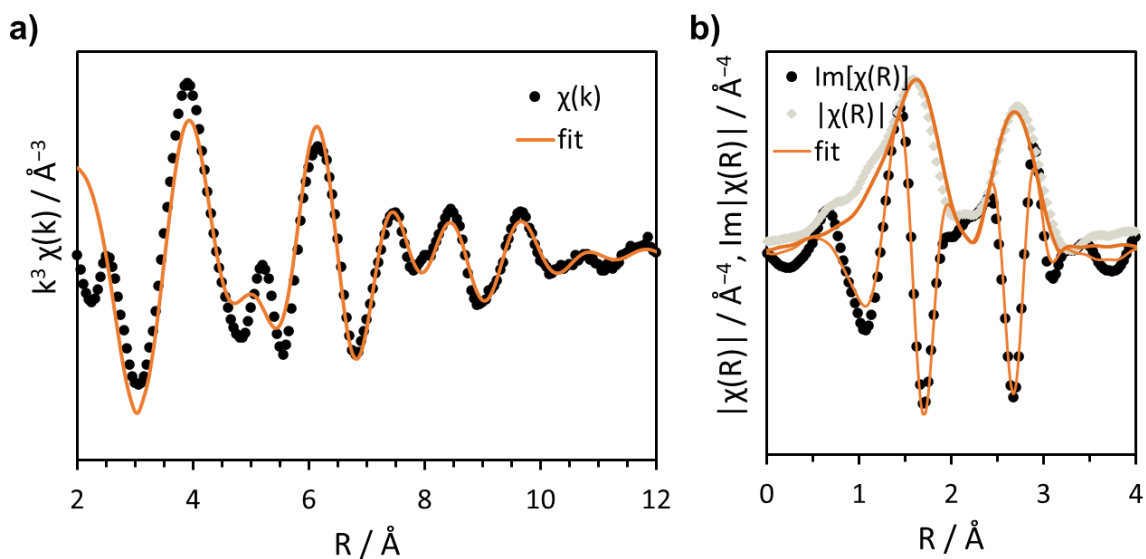 a)
k³ χ(k) / Å⁻³
χ(k)
fit
2 4 6 8 10 12
R / Å
b)
|χ(R)| / Å⁻⁴, Im|χ(R)| / Å⁻⁴
Im[χ(R)]
|χ(R)|
fit
0 1 2 3 4
R / Å